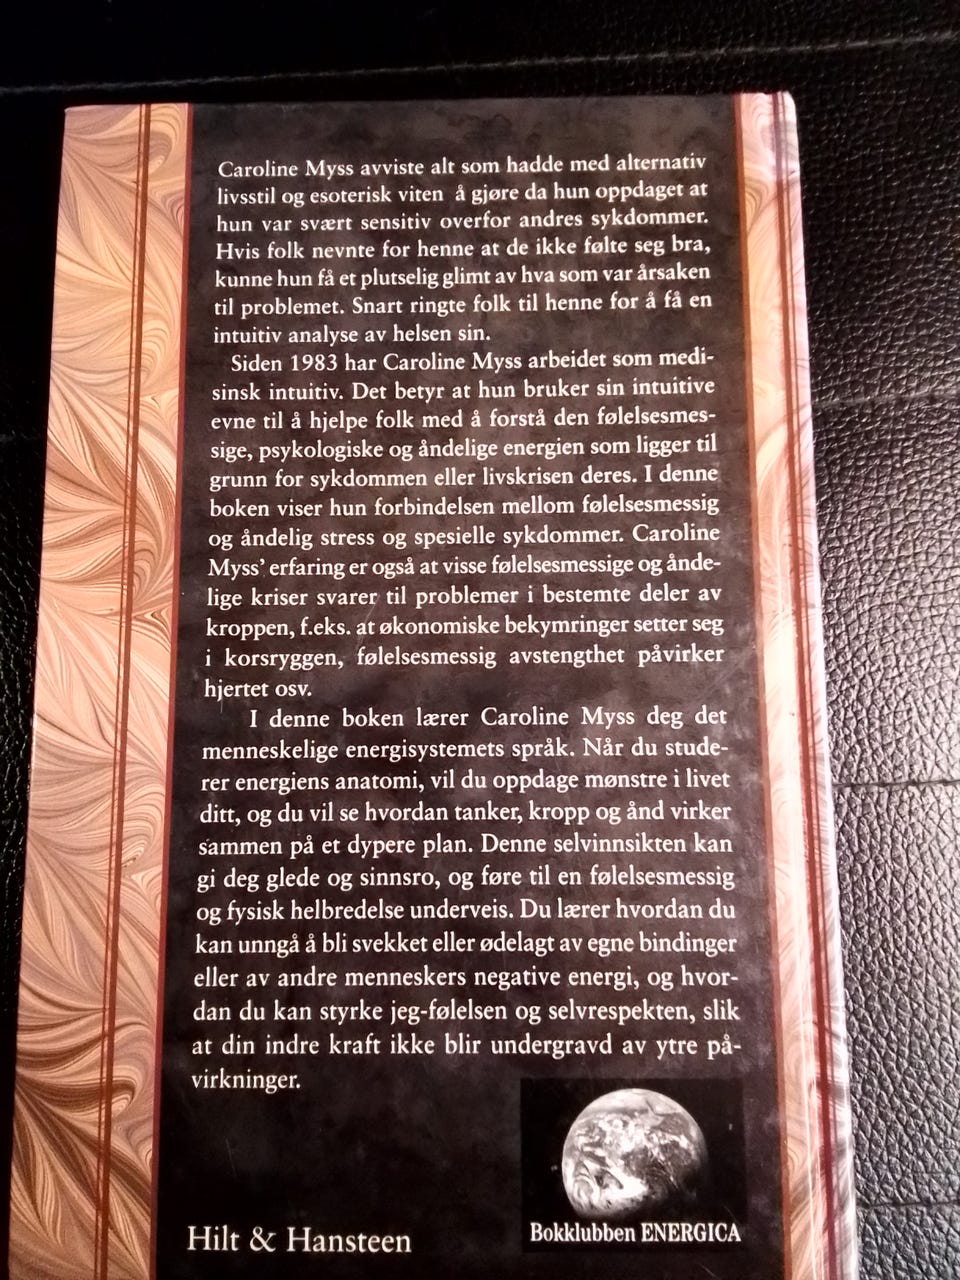 Caroline Myss avviste alt som hadde med alternativ
livsstil og esoterisk viten å gjøre da hun oppdaget at
hun var svært sensitiv overfor andres sykdommer.
Hvis folk nevnte for henne at de ikke følte seg bra,
kunne hun få et plutselig glimt av hva som var årsaken
til problemet. Snart ringte folk til henne for å få en
intuitiv analyse av helsen sin.
Siden 1983 har Caroline Myss arbeidet som medi-
sinsk intuitiv. Det betyr at hun bruker sin intuitive
evne til å hjelpe folk med å forstå den følelsesmes-
sige, psykologiske og åndelige energien som ligger til
grunn for sykdommen eller livskrisen deres. I denne
boken viser hun forbindelsen mellom følelsesmessig
og åndelig stress og spesielle sykdommer. Caroline
Myss' erfaring er også at visse følelsesmessige og ånde-
lige kriser svarer til problemer i bestemte deler av
kroppen, f.eks. at økonomiske bekymringer setter seg
i korsryggen, følelsesmessig avstengthet påvirker
hjertet osv.
I denne boken lærer Caroline Myss deg det
menneskelige energisystemets språk. Når du stude-
rer energiens anatomi, vil du oppdage mønstre i livet
ditt, og du vil se hvordan tanker, kropp og ånd virker
sammen på et dypere plan. Denne selvinnsikten kan
gi deg glede og sinnsro, og føre til en følelsesmessig
og fysisk helbredelse underveis. Du lærer hvordan du
kan unngå å bli svekket eller ødelagt av egne bindinger
eller av andre menneskers negative energi, og hvor-
dan du kan styrke jeg-følelsen og selvrespekten, slik
at din indre kraft ikke blir undergravd av ytre på-
virkninger.
Hilt & Hansteen
Bokklubben ENERGICA